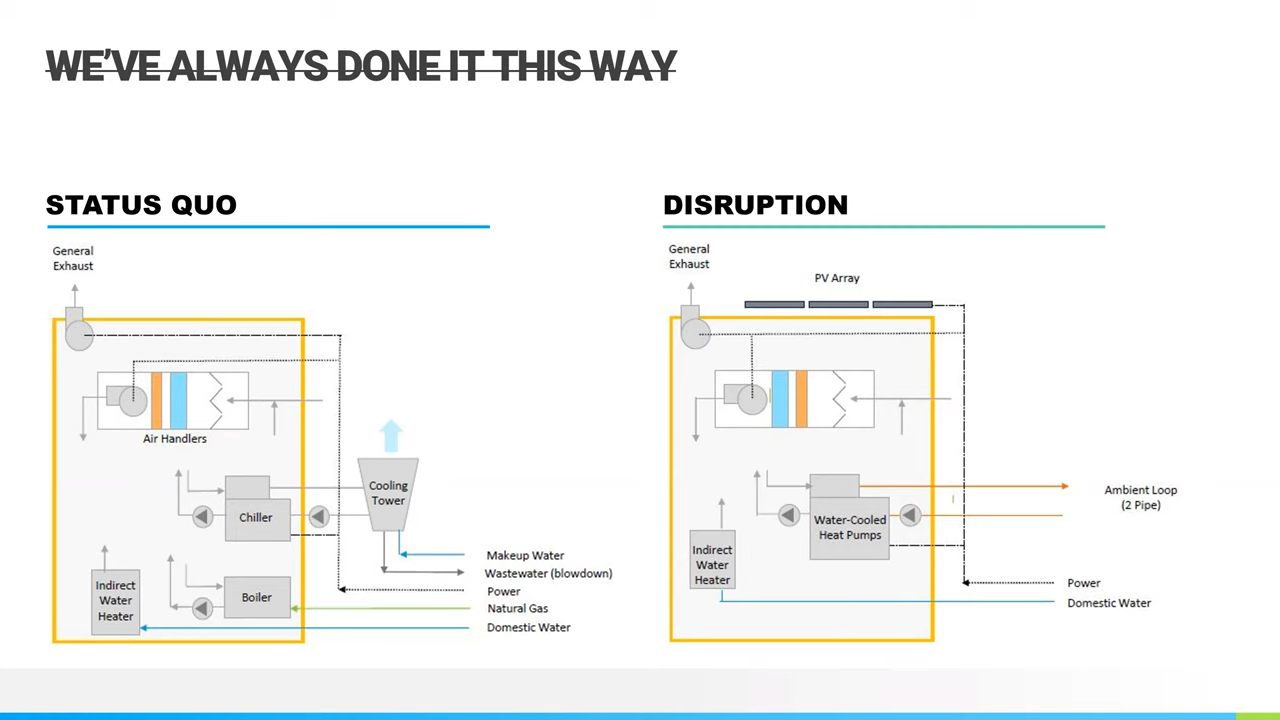 WE'VE ALWAYS DONE IT THIS WAY
STATUS QUO
General
Exhaust
Air Handlers
Cooling
Tower
Chiller
Makeup Water
Wastewater (blowdown)
Power
Natural Gas
Domestic Water
Indirect
Water
Heater
Boiler
DISRUPTION
General
Exhaust
PV Array
Ambient Loop
(2 Pipe)
Water-Cooled
Heat Pumps
Indirect
Water
Heater
Power
Domestic Water